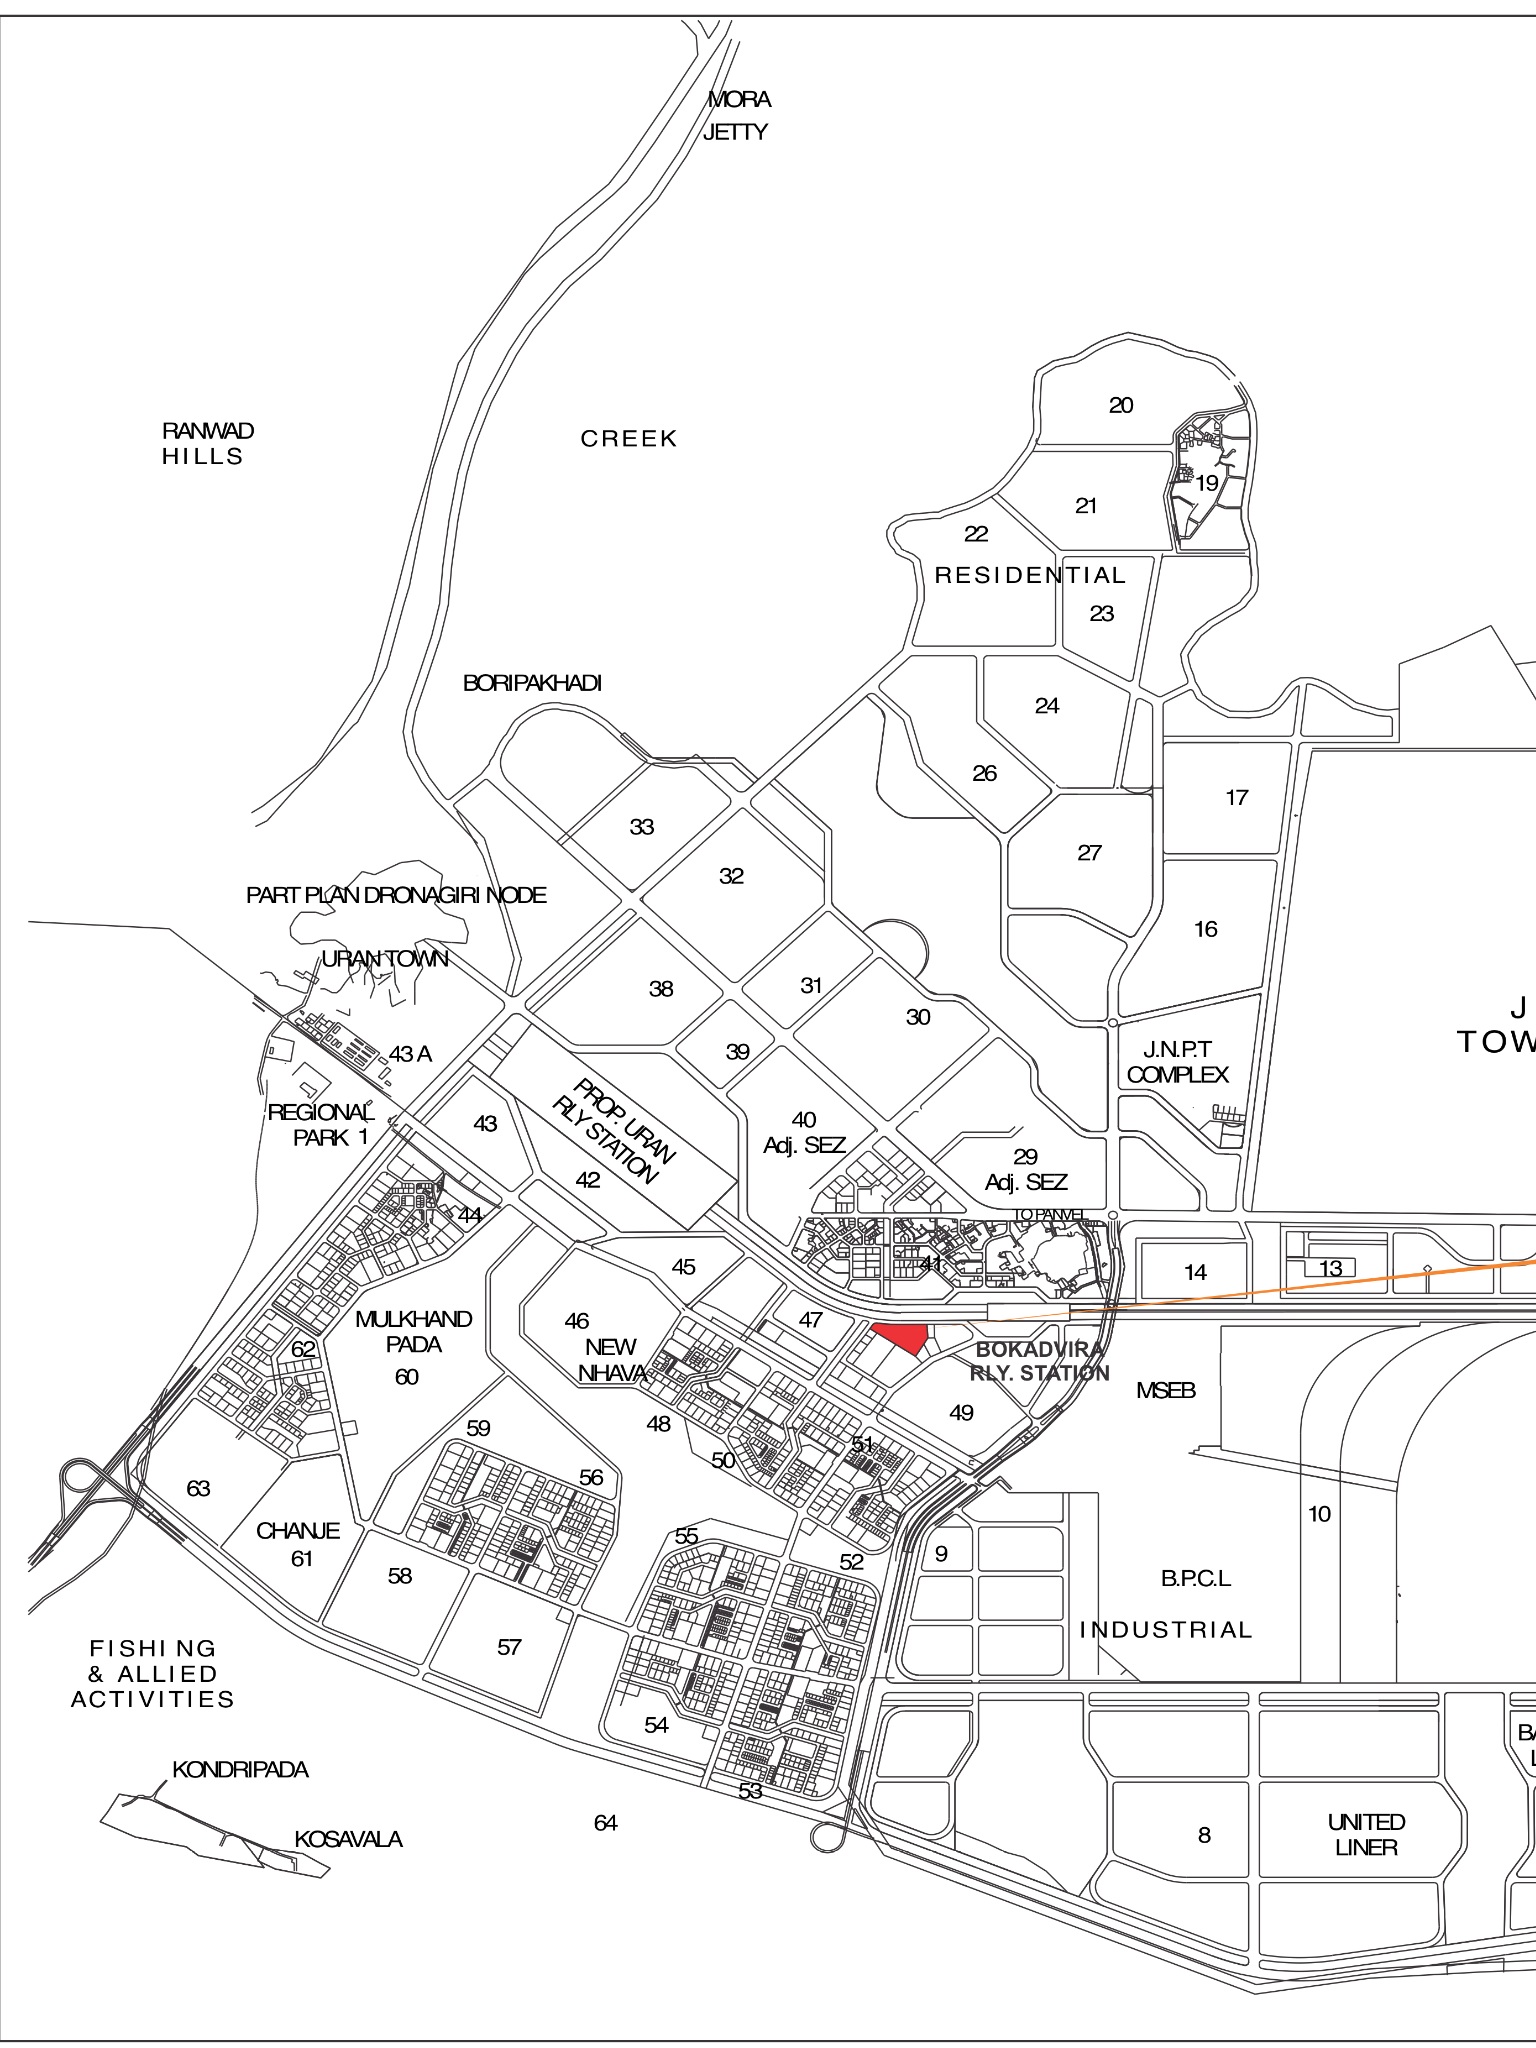 MORA
JETTY
RANWAD
HILLS
CREEK
20
19
21
22
RESIDENTIAL
23
BORIPAKHADI
24
26
17
33
27
32
PART PLAN DRONAGIRI NODE
16
URAN TOWN
31
38
30
J
TOW
39
43 A
J.N.P.T
COMPLEX
PROP. URAN
RLY STATION
REGIONAL
PARK 1
43
40
Adj. SEZ
29
Adj. SEZ
42
44
TO PANVEL
41
45
14
13
MULKHAND
PADA
60
46
NEW
NHAVA
47
62
BOKADVIRA
RLY. STATION
MSEB
49
59
48
51
50
56
63
10
CHANJE
61
55
52
9
58
B.P.C.L
INDUSTRIAL
57
FISHING
& ALLIED
ACTIVITIES
54
BA
L
KONDRIPADA
53
64
KOSAVALA
8
UNITED
LINER